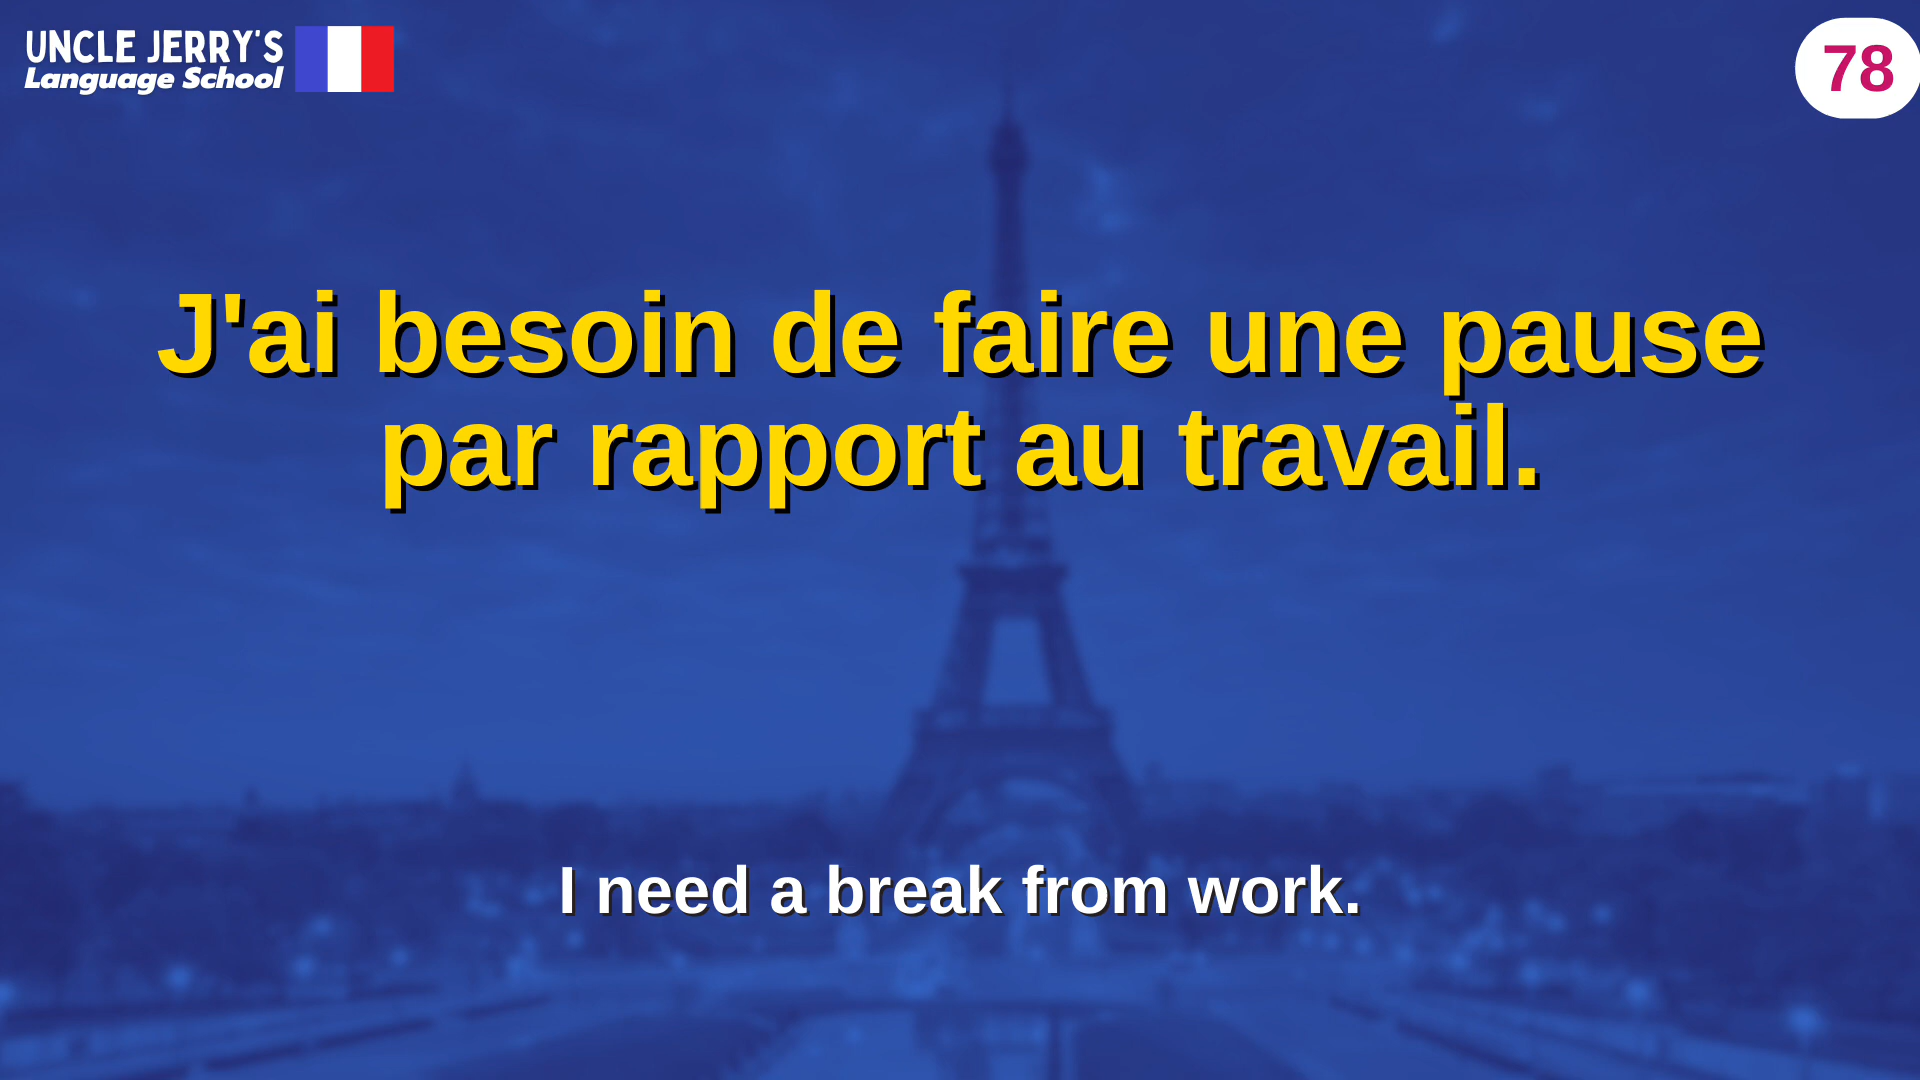 UNCLE JERRY'S
Language School
78
J'ai besoin de faire une pause
par rapport au travail.
I need a break from work.